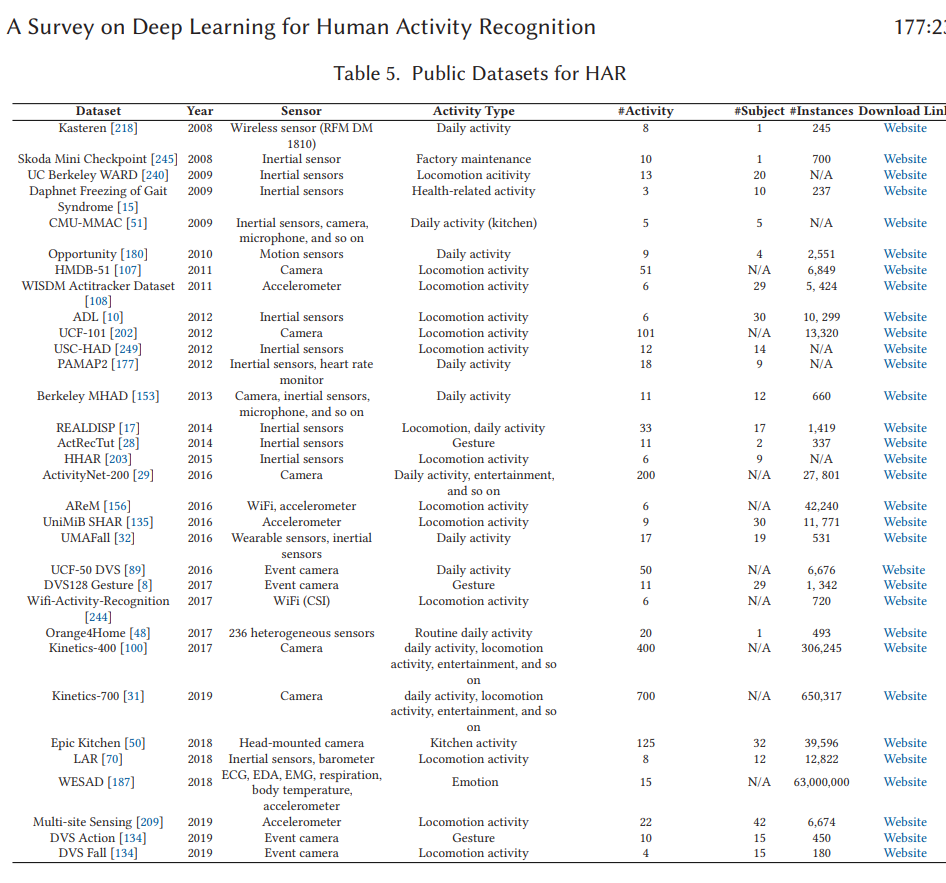 A Survey on Deep Learning for Human Activity Recognition 177:23
Table 5. Public Datasets for HAR
Dataset Year Sensor Activity Type #Activity #Subject #Instances Download Link
Kasteren [218] 2008 Wireless sensor (RFM DM Daily activity 8 1 245 Website
1810)
Skoda Mini Checkpoint [245] 2008 Inertial sensor Factory maintenance 10 1 700 Website
UC Berkeley WARD [240] 2009 Inertial sensors Locomotion acitivity 13 20 N/A Website
Daphnet Freezing of Gait 2009 Inertial sensors Health-related activity 3 10 237 Website
Syndrome [15]
CMU-MMAC [51] 2009 Inertial sensors, camera, Daily activity (kitchen) 5 5 N/A Website
microphone, and so on
Opportunity [180] 2010 Motion sensors Daily activity 9 4 2,551 Website
HMDB-51 [107] 2011 Camera Locomotion activity 51 N/A 6,849 Website
WISDM Actitracker Dataset 2011 Accelerometer Locomotion activity 6 29 5, 424 Website
[108]
ADL [10] 2012 Inertial sensors Locomotion activity 6 30 10, 299 Website
UCF-101 [202] 2012 Camera Locomotion activity 101 N/A 13,320 Website
USC-HAD [249] 2012 Inertial sensors Locomotion activity 12 14 N/A Website
PAMAP2 [177] 2012 Inertial sensors, heart rate Daily activity 18 9 N/A Website
monitor
Berkeley MHAD [153] 2013 Camera, inertial sensors, Daily activity 11 12 660 Website
microphone, and so on
REALDISP [17] 2014 Inertial sensors Locomotion, daily activity 33 17 1,419 Website
ActRecTut [28] 2014 Inertial sensors Gesture 11 2 337 Website
HHAR [203] 2015 Inertial sensors Locomotion activity 6 9 N/A Website
ActivityNet-200 [29] 2016 Camera Daily activity, entertainment, 200 N/A 27, 801 Website
and so on
AReM [156] 2016 WiFi, accelerometer Locomotion activity 6 N/A 42,240 Website
UniMiB SHAR [135] 2016 Accelerometer Locomotion activity 9 30 11, 771 Website
UMAFall [32] 2016 Wearable sensors, inertial Daily activity 17 19 531 Website
sensors
UCF-50 DVS [89] 2016 Event camera Daily activity 50 N/A 6,676 Website
DVS128 Gesture [8] 2017 Event camera Gesture 11 29 1, 342 Website
Wifi-Activity-Recognition 2017 WiFi (CSI) Locomotion activity 6 N/A 720 Website
[244]
Orange4Home [48] 2017 236 heterogeneous sensors Routine daily activity 20 1 493 Website
Kinetics-400 [100] 2017 Camera daily activity, locomotion 400 N/A 306,245 Website
activity, entertainment, and so
on
Kinetics-700 [31] 2019 Camera daily activity, locomotion 700 N/A 650,317 Website
activity, entertainment, and so
on
Epic Kitchen [50] 2018 Head-mounted camera Kitchen activity 125 32 39,596 Website
LAR [70] 2018 Inertial sensors, barometer Locomotion activity 8 12 12,822 Website
WESAD [187] 2018 ECG, EDA, EMG, respiration, Emotion 15 N/A 63,000,000 Website
body temperature,
accelerometer
Multi-site Sensing [209] 2019 Accelerometer Locomotion activity 22 42 6,674 Website
DVS Action [134] 2019 Event camera Gesture 10 15 450 Website
DVS Fall [134] 2019 Event camera Locomotion activity 4 15 180 Website